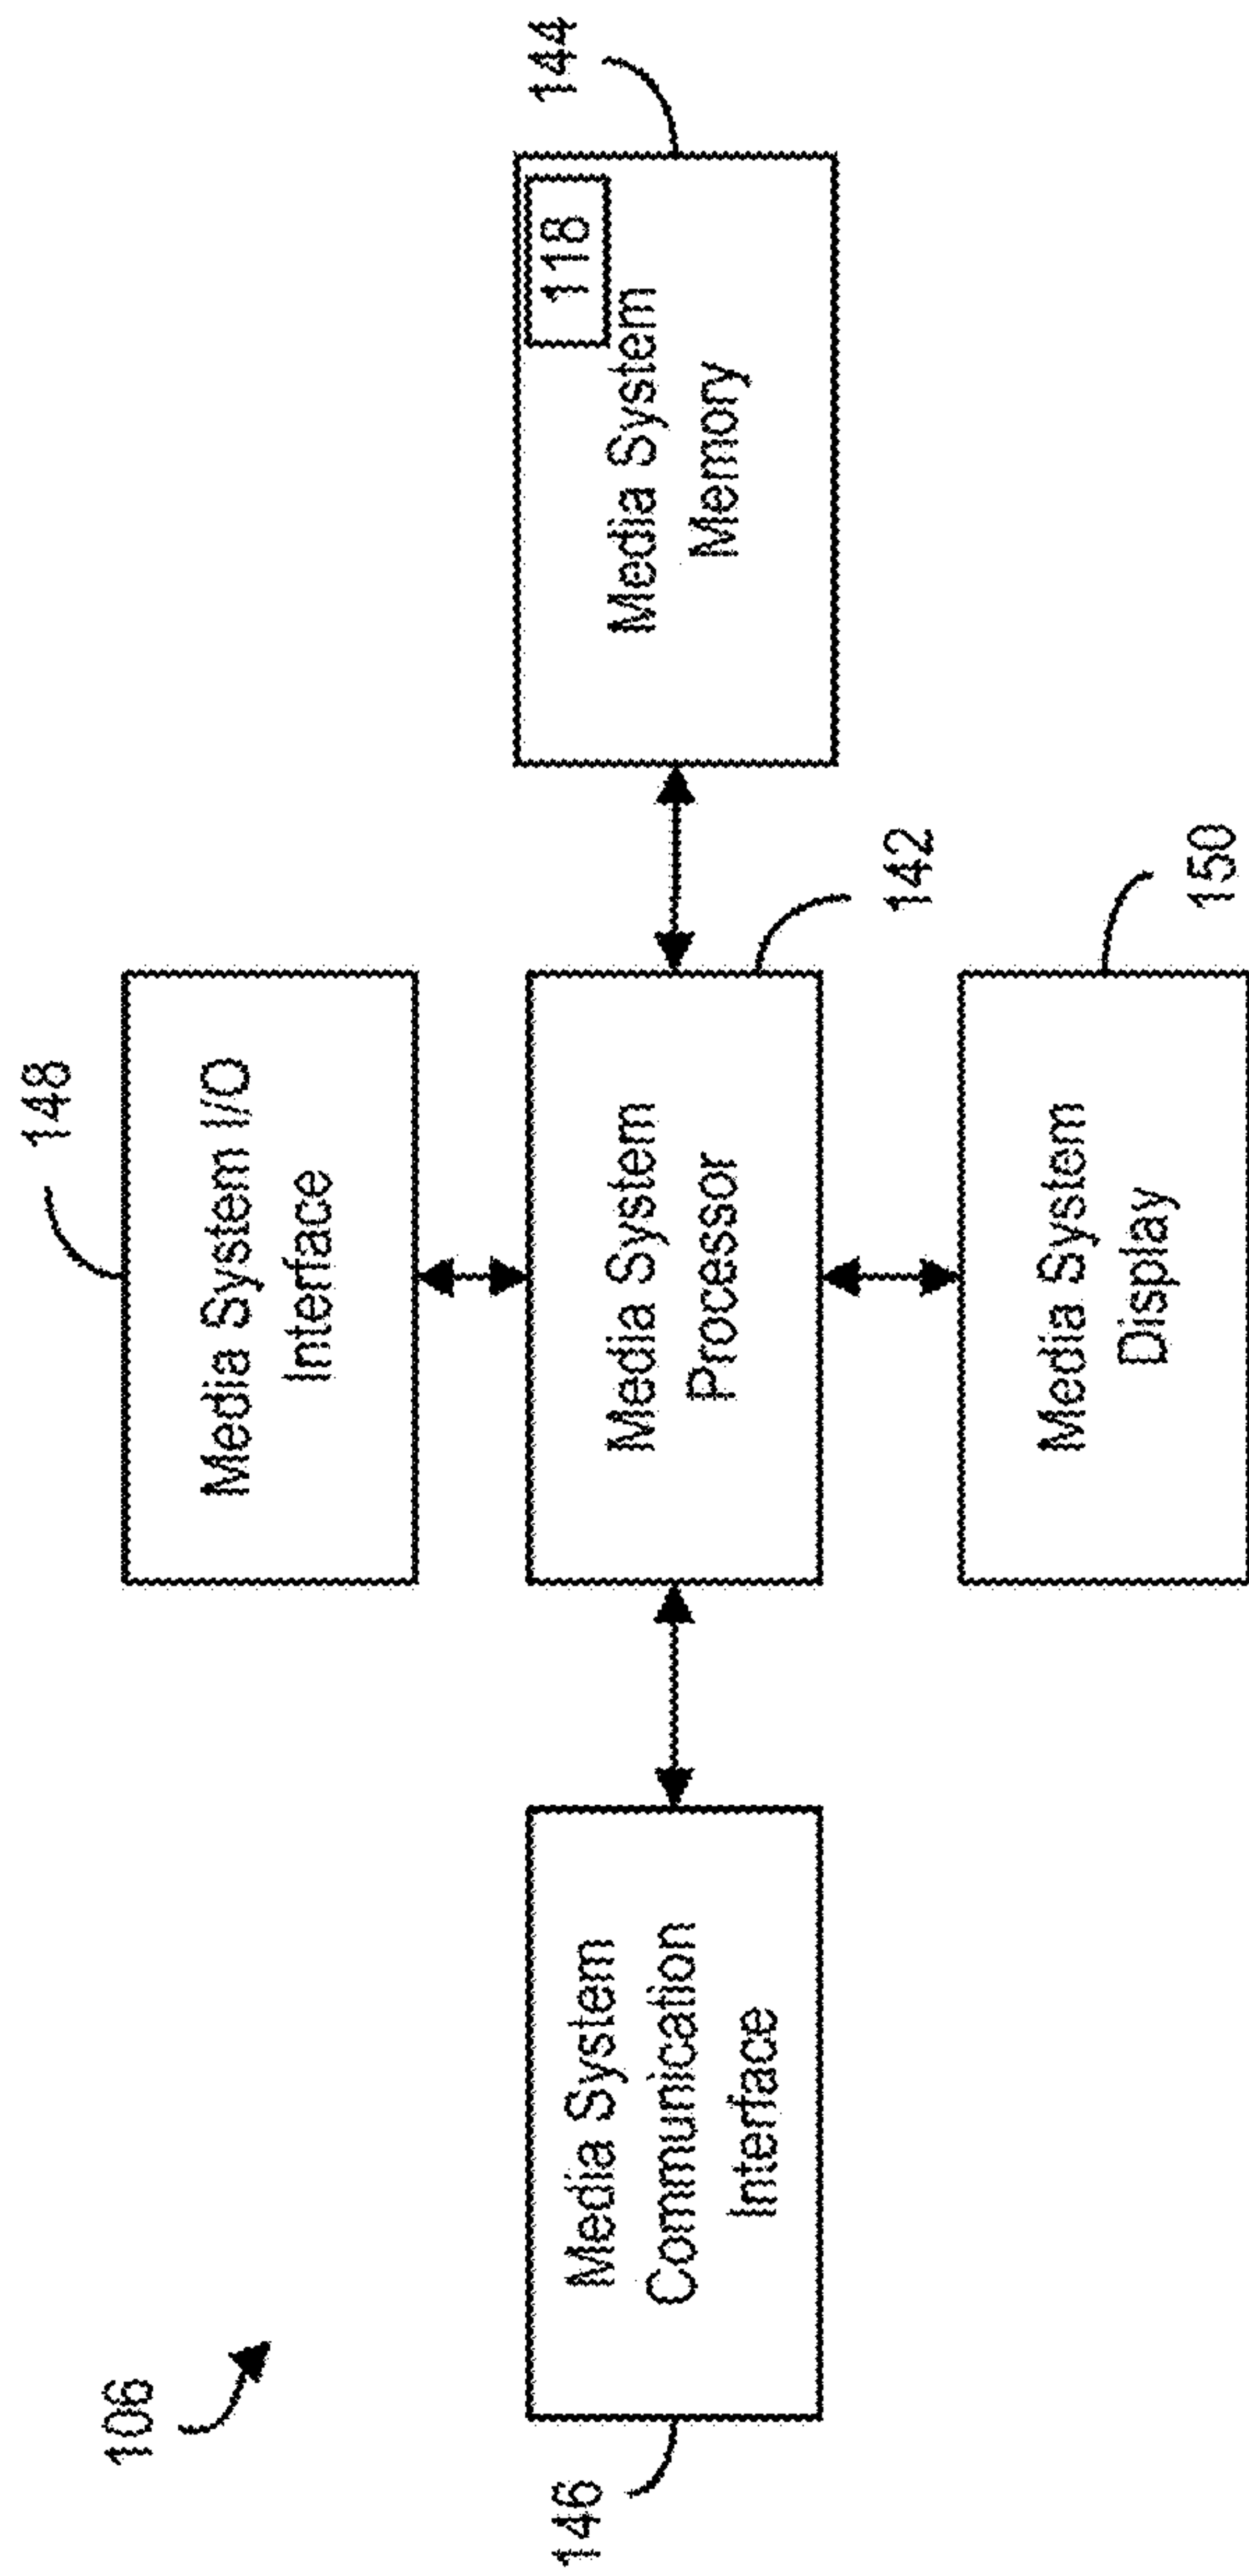 106
148
Media System I/O
Interface
146
Media System
Communication
Interface
Media System
Processor
142
118
Media System
Memory
144
Media System
Display
150